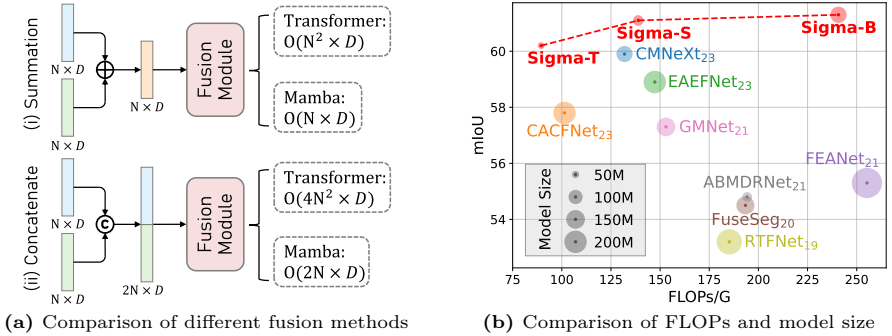 (i) Summation
N × D
N × D
N × D
Fusion
Module
Transformer:
O(N² × D)
Mamba:
O(N × D)
(ii) Concatenate
N × D
N × D
C
2N × D
Fusion
Module
Transformer:
O(4N² × D)
Mamba:
O(2N × D)
(a) Comparison of different fusion methods
mIoU
60
58
56
54
75
100
125
150
175
200
225
250
FLOPs/G
Sigma-T
Sigma-S
Sigma-B
CMNeXt₂₃
EAEFNet₂₃
CACFNet₂₃
GMNet₂₁
FEANet₂₁
ABMDRNet₂₁
FuseSeg₂₀
RTFNet₁₉
Model Size
50M
100M
150M
200M
(b) Comparison of FLOPs and model size